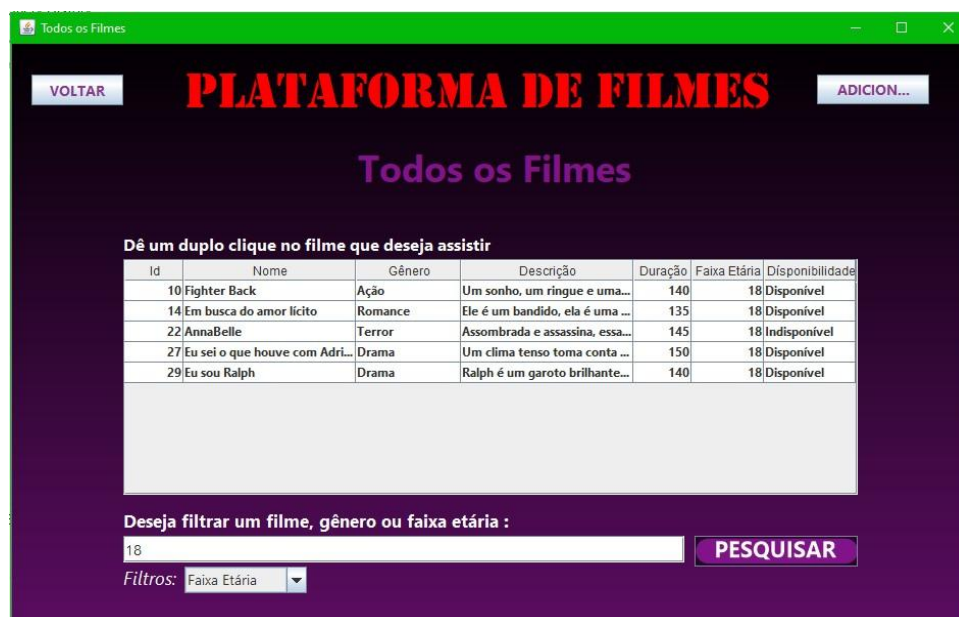 Todos os Filmes
VOLTAR PLATAFORMA DE FILMES ADICION...
Todos os Filmes
Dê um duplo clique no filme que deseja assistir
Id Nome Gênero Descrição Duração Faixa Etária Dísponibilidade
10 Fighter Back Ação Um sonho, um ringue e uma... 140 18 Disponível
14 Em busca do amor lícito Romance Ele é um bandido, ela é uma ... 135 18 Disponível
22 AnnaBelle Terror Assombrada e assassina, essa... 145 18 Indisponível
27 Eu sei o que houve com Adri... Drama Um clima tenso toma conta ... 150 18 Disponível
29 Eu sou Ralph Drama Ralph é um garoto brilhante... 140 18 Disponível
Deseja filtrar um filme, gênero ou faixa etária :
18 PESQUISAR
Filtros: Faixa Etária